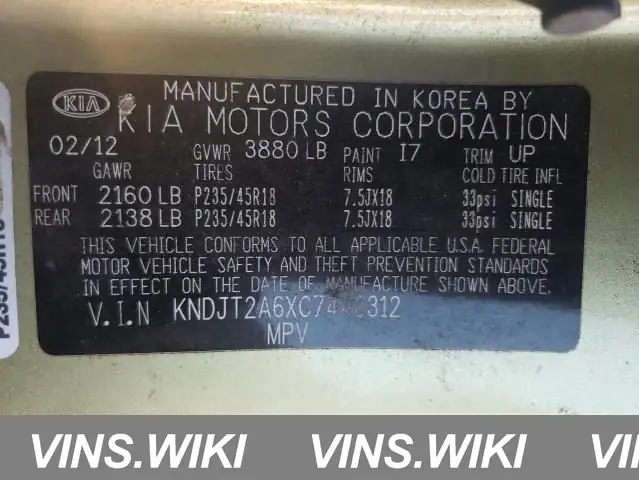 MANUFACTURED IN KOREA BY
KIA KIA MOTORS CORPORATION
02/12 GVWR 3880 LB PAINT I7 TRIM UP
GAWR TIRES RIMS COLD TIRE INFL
FRONT 2160 LB P235/45R18 7.5JX18 33psi SINGLE
REAR 2138 LB P235/45R18 7.5JX18 33psi SINGLE
THIS VEHICLE CONFORMS TO ALL APPLICABLE U.S.A. FEDERAL
MOTOR VEHICLE SAFETY AND THEFT PREVENTION STANDARDS
IN EFFECT ON THE DATE OF MANUFACTURE SHOWN ABOVE.
V.I.N
MPV
VINS.WIKI VINS.WIKI VINS.WIKI